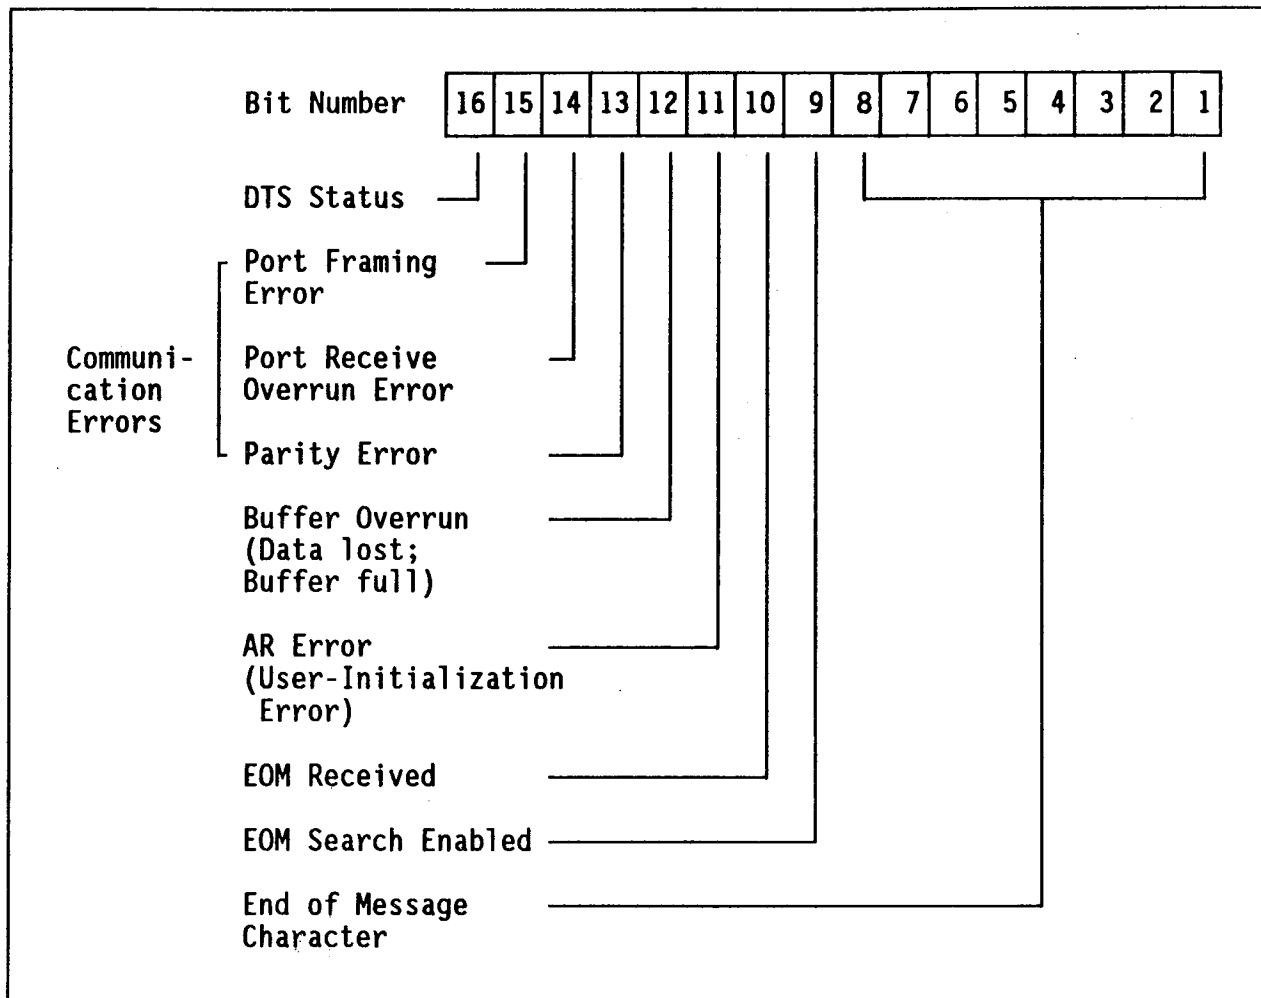 Bit Number 16 15 14 13 12 11 10 9 8 7 6 5 4 3 2 1
DTS Status
Port Framing
Error
Communi-
cation
Errors
Port Receive
Overrun Error
Parity Error
Buffer Overrun
(Data lost;
Buffer full)
AR Error
(User-Initialization
Error)
EOM Received
EOM Search Enabled
End of Message
Character